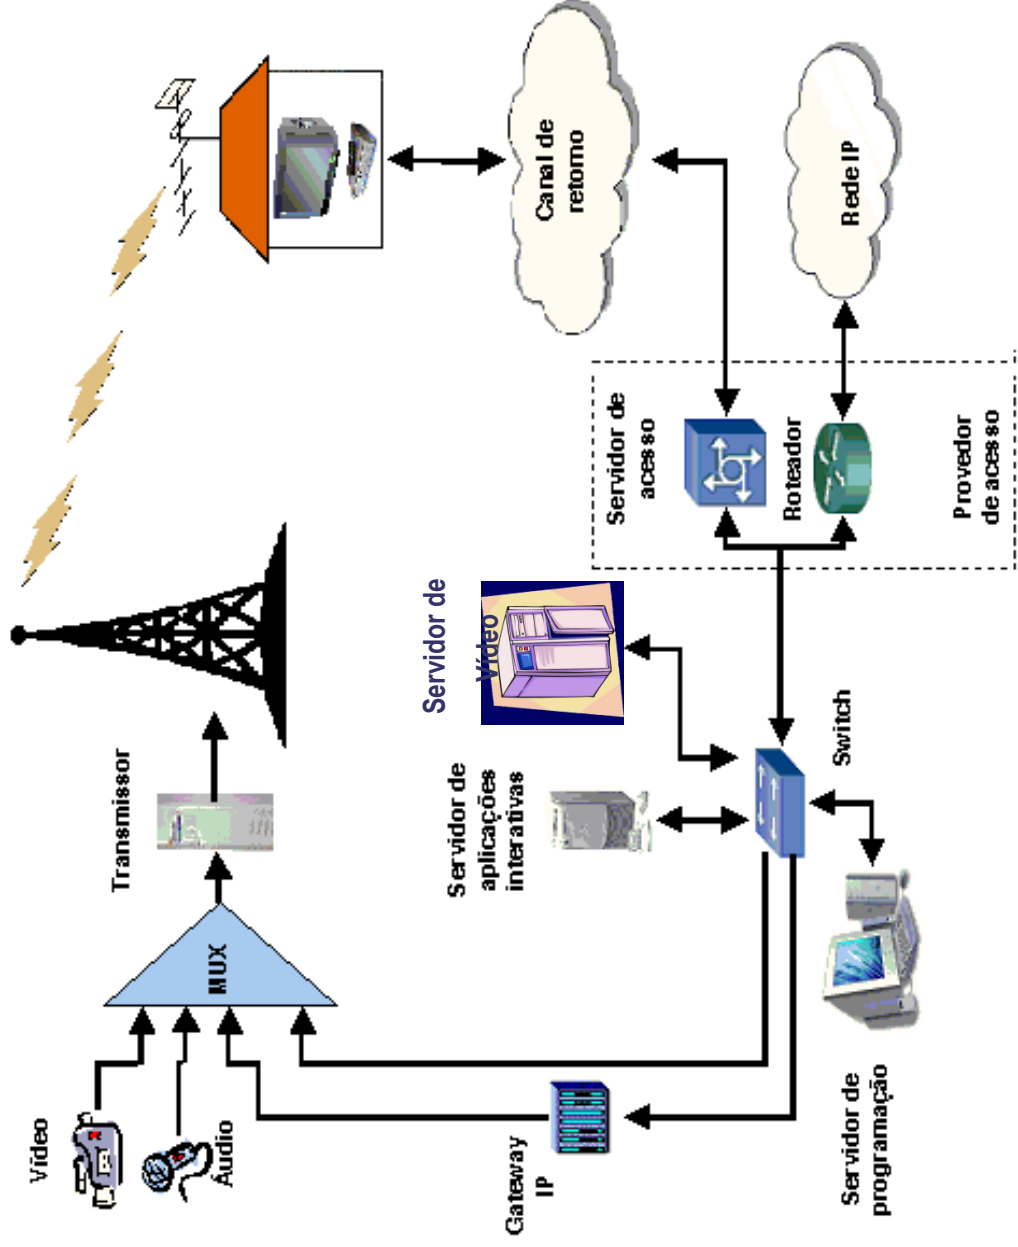 Vídeo
Áudio
MUX
Transmissor
Gateway
IP
Servidor de
aplicações
interativas
Servidor de
Vídeo
Servidor de
programação
Switch
Servidor de
acesso
Roteador
Provedor
de acesso
Canal de
retorno
Rede IP